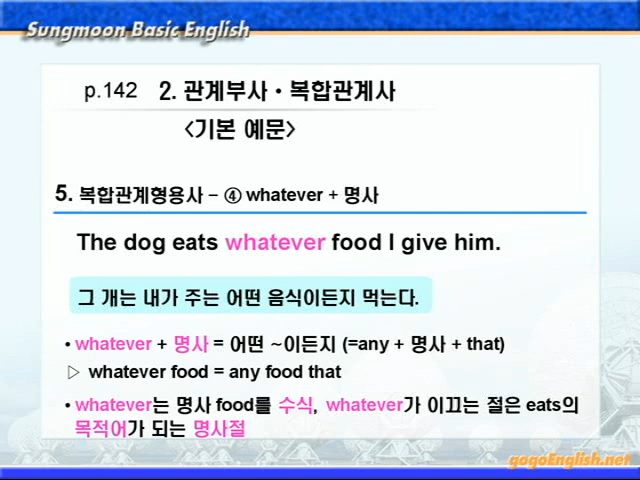 Sungmoon Basic English
p.142 2. 관계부사 • 복합관계사
<기본 예문>
5. 복합관계형용사 – ④ whatever + 명사
The dog eats whatever food I give him.
그 개는 내가 주는 어떤 음식이든지 먹는다.
• whatever + 명사 = 어떤 ~이든지 (=any + 명사 + that)
▷ whatever food = any food that
• whatever는 명사 food를 수식, whatever가 이끄는 절은 eats의
목적어가 되는 명사절
gogoEnglish.net